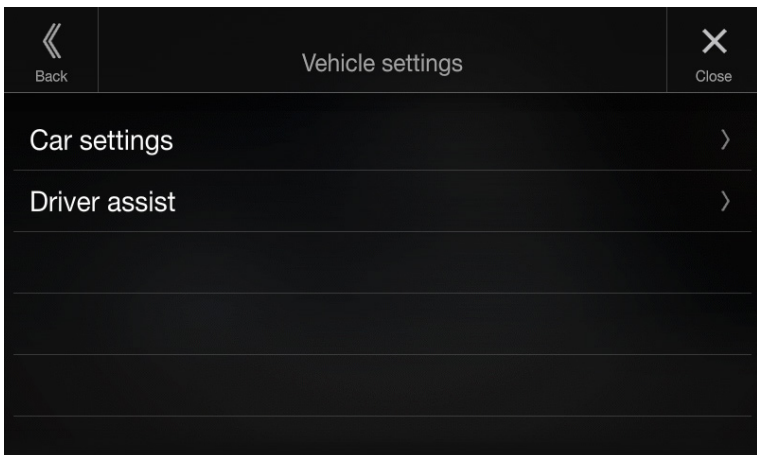 Back
Vehicle settings
Close
Car settings
Driver assist